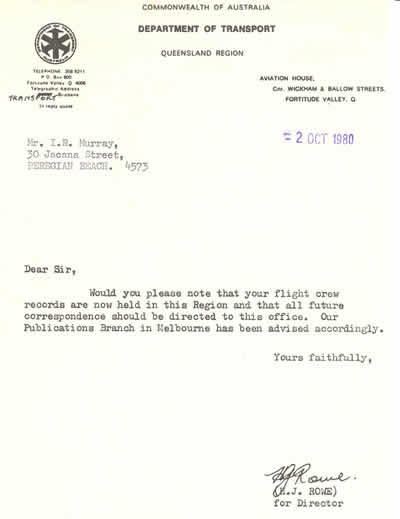 COMMONWEALTH OF AUSTRALIA
DEPARTMENT OF TRANSPORT
QUEENSLAND REGION
TELEPHONE
P O Box 600
Fortitude Valley Q 4006
Telegraphic Address
TRANSPORT Brisbane
In reply quote
AVIATION HOUSE,
Cnr. WICKHAM & BALLOW STREETS,
FORTITUDE VALLEY, Q
2 OCT 1980
Mr. I.R. Murray,
30 Jacana Street,
PEREGIAN BEACH. 4573
Dear Sir,
Would you please note that your flight crew
records are now held in this Region and that all future
correspondence should be directed to this office. Our
Publications Branch in Melbourne has been advised accordingly.
Yours faithfully,
HJ Rowe.
(H.J. ROWE)
for Director